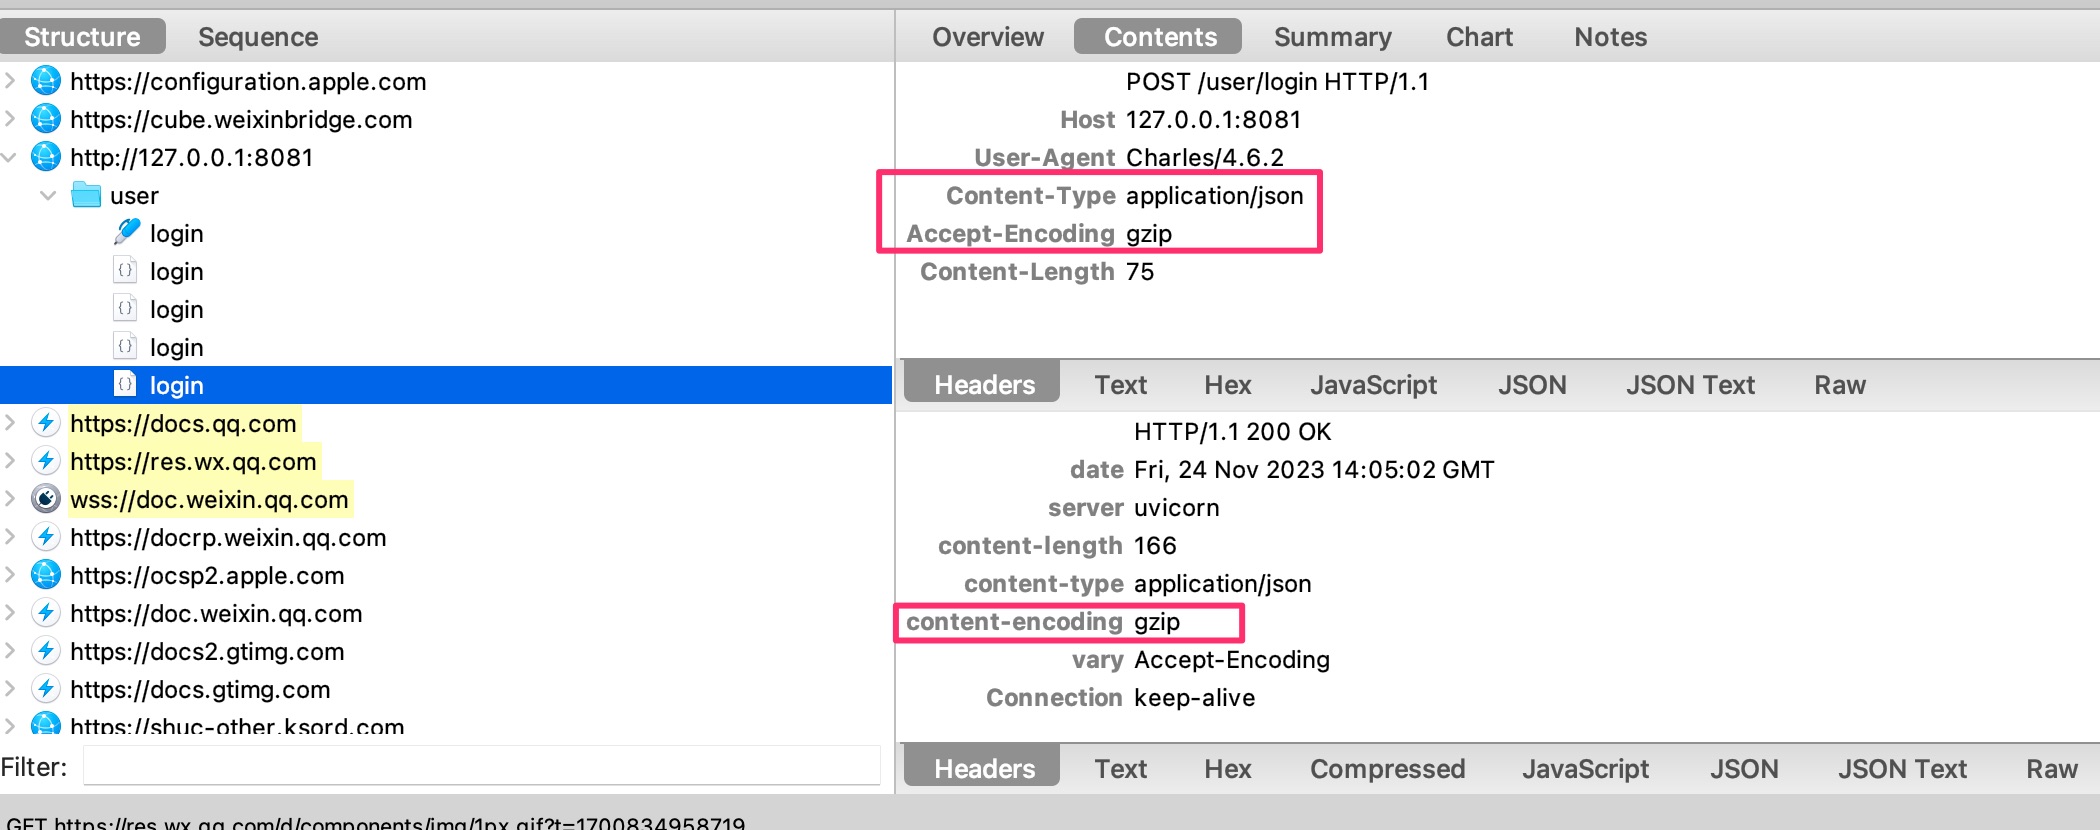 Structure Sequence
https://configuration.apple.com
https://cube.weixinbridge.com
http://127.0.0.1:8081
user
login
login
login
login
login
https://docs.qq.com
https://res.wx.qq.com
wss://doc.weixin.qq.com
https://docrp.weixin.qq.com
https://ocsp2.apple.com
https://doc.weixin.qq.com
https://docs2.gtimg.com
https://docs.gtimg.com
https://shuc-other.ksord.com
Filter:
Overview Contents Summary Chart Notes
POST /user/login HTTP/1.1
Host 127.0.0.1:8081
User-Agent Charles/4.6.2
Content-Type application/json
Accept-Encoding gzip
Content-Length 75
Headers Text Hex JavaScript JSON JSON Text Raw
HTTP/1.1 200 OK
date Fri, 24 Nov 2023 14:05:02 GMT
server uvicorn
content-length 166
content-type application/json
content-encoding gzip
vary Accept-Encoding
Connection keep-alive
Headers Text Hex Compressed JavaScript JSON JSON Text Raw
GET https://res.wx.qq.com/d/components/img/1px.gif?t=1700834958719